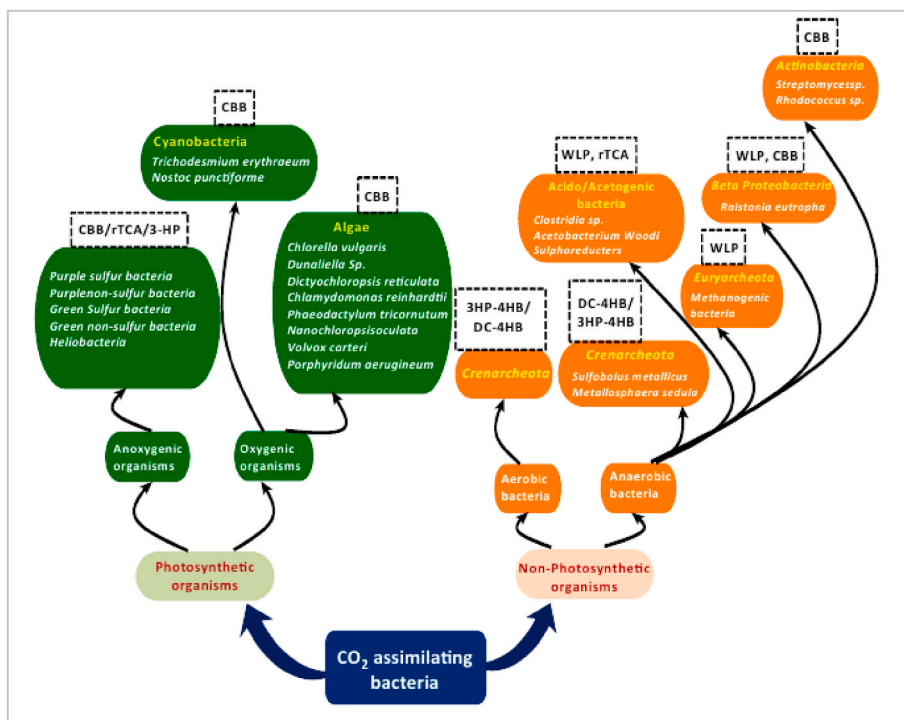 CBB
Actinobacteria
Streptomycessp.
Rhodococcus sp.
CBB
Cyanobacteria
Trichodesmium erythraeum
Nostoc punctiforme
WLP, rTCA
Acido/Acetogenic
bacteria
Clostridia sp.
Acetobacterium Woodi
Sulphoreducters
WLP, CBB
Beta Proteobacteria
Ralstonia eutropha
CBB
Algae
Chlorella vulgaris
Dunaliella Sp.
Dictyochloropsis reticulata
Chlamydomonas reinhardtii
Phaeodactylum tricornutum
Nanochloropsisoculata
Volvox carteri
Porphyridum aerugineum
CBB/rTCA/3-HP
Purple sulfur bacteria
Purplenon-sulfur bacteria
Green Sulfur bacteria
Green non-sulfur bacteria
Heliobacteria
WLP
Euryarcheota
Methanogenic
bacteria
3HP-4HB/
DC-4HB
Crenarcheota
DC-4HB/
3HP-4HB
Crenarcheota
Sulfobolus metallicus
Metallosphaera sedula
Anoxygenic
organisms
Oxygenic
organisms
Aerobic
bacteria
Anaerobic
bacteria
Photosynthetic
organisms
Non-Photosynthetic
organisms
CO₂ assimilating
bacteria